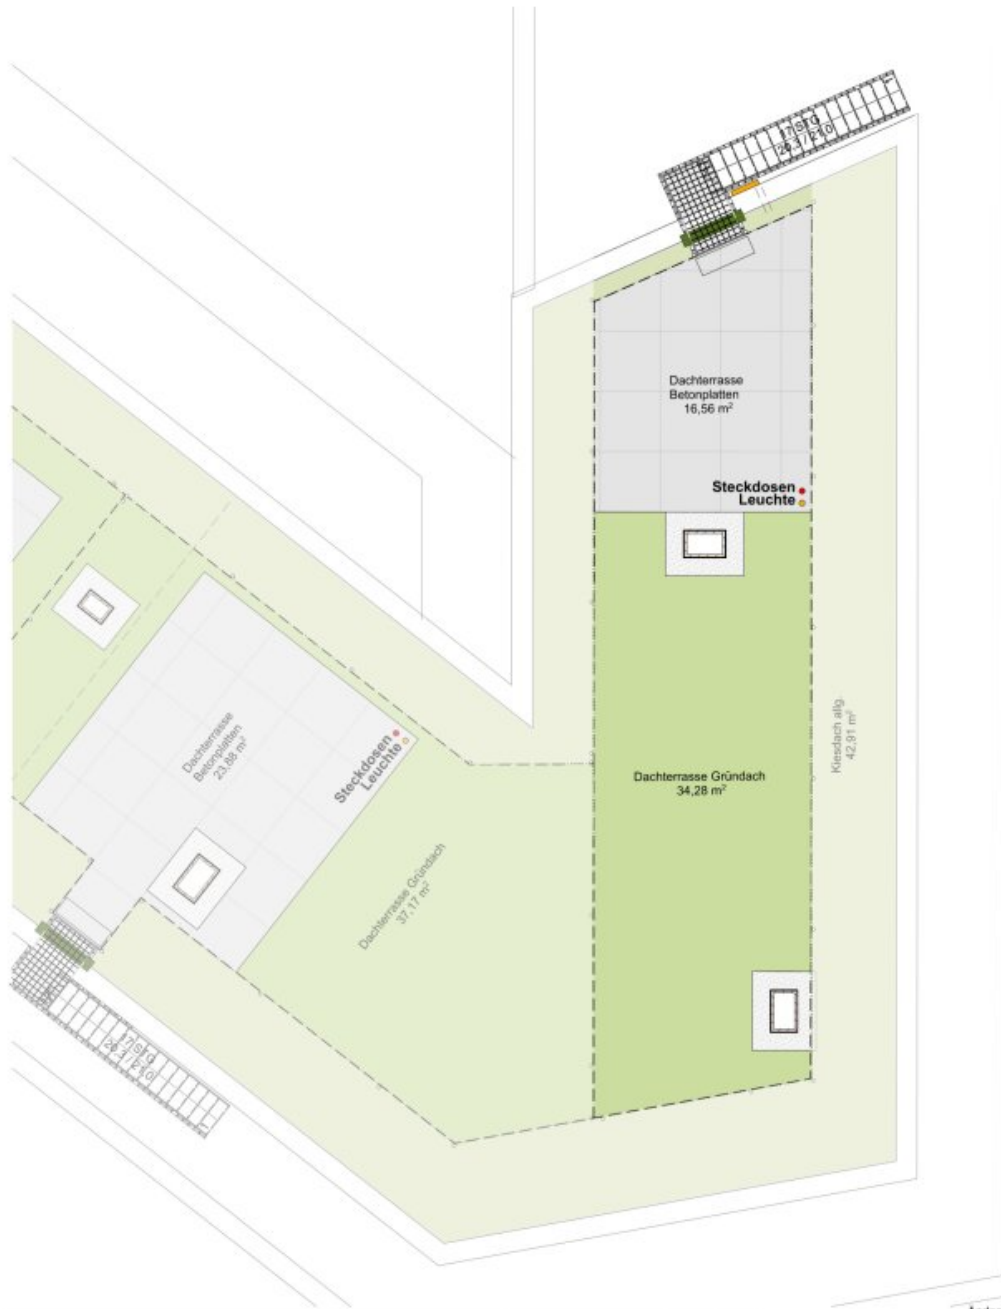 17 STG
20.3 / 21.0
Dachterrasse
Betonplatten
16,56 m²
Steckdosen
Leuchte
Dachterrasse
Betonplatten
23,88 m²
Steckdosen
Leuchte
Kiesdach allg.
42,91 m²
Dachterrasse Gründach
34,28 m²
Dachterrasse Gründach
37,17 m²
17 STG
20.3 / 21.0